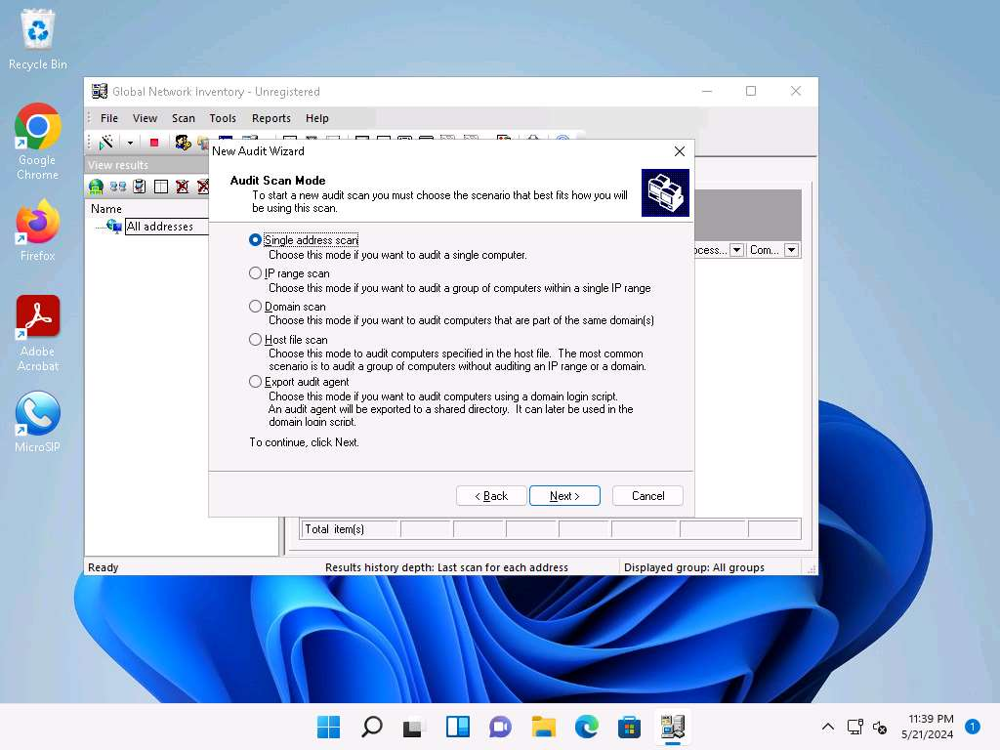 Recycle Bin
Google Chrome
Firefox
Adobe Acrobat
MicroSIP
Global Network Inventory - Unregistered
File View Scan Tools Reports Help
View results
Name
All addresses
New Audit Wizard
Audit Scan Mode
To start a new audit scan you must choose the scenario that best fits how you will
be using this scan.
Single address scan
Choose this mode if you want to audit a single computer.
IP range scan
Choose this mode if you want to audit a group of computers within a single IP range
Domain scan
Choose this mode if you want to audit computers that are part of the same domain(s)
Host file scan
Choose this mode to audit computers specified in the host file. The most common
scenario is to audit a group of computers without auditing an IP range or a domain.
Export audit agent
Choose this mode if you want to audit computers using a domain login script.
An audit agent will be exported to a shared directory. It can later be used in the
domain login script.
To continue, click Next.
< Back Next > Cancel
ocess... Com...
Total item(s)
Ready Results history depth: Last scan for each address Displayed group: All groups
11:39 PM
5/21/2024
1